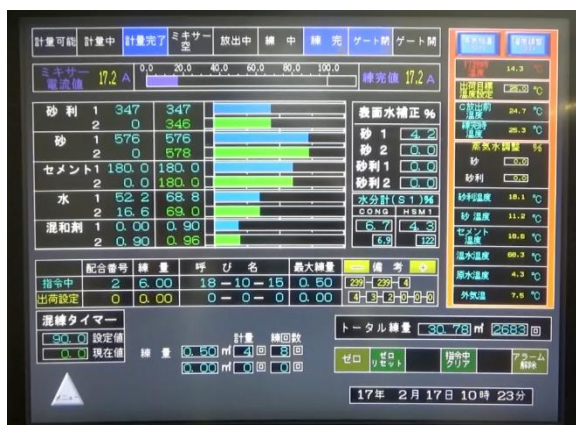 計量可能 計量中 計量完了 ミキサー空 放出中 練 中 練 完 ゲート開 ゲート閉
ミキサー電流値 17.2 A 0.0 20.0 40.0 60.0 80.0 100.0 練完値 17.2 A
砂 利 1 347 347
2 0 346
砂 1 576 576
2 0 578
セメント1 180.0 180.0
2 0.0 180.0
水 1 52.2 68.8
2 16.6 69.0
混和剤 1 0.00 0.90
2 0.90 0.96
表面水補正 %
砂 1 4.2
砂 2 0.0
砂利1 0.0
砂利2 0.0
水分計(S1)%
CONG HSM1
6.7 4.3
6.9 122
14.3 ℃
出荷目標温度設定 25.0 ℃
C放出前温度 24.7 ℃
練完時温度 25.3 ℃
蒸気水調整 %
砂 0.0
砂利 0.0
砂利温度 18.1 ℃
砂 温度 11.2 ℃
セメント温度 18.8 ℃
温水温度 68.3 ℃
原水温度 4.3 ℃
外気温 7.5 ℃
配合番号 練 量 呼 び 名 最大練量 ー 備 考 +
指令中 2 6.00 18－10－15 0.50 239－239－4
出荷設定 0 0.00 0－0－0 0.00 4－3－2－0－0－0
混練タイマー
90.0 設定値
0.0 現在値
計量 練回数
練 量 0.50 ㎥ 4 回 8 回
0.00 ㎥ 0 回 0 回
トータル練量 30.78 ㎥ 2683 回
ゼロ ゼロリセット 指令中クリア アラーム解除
メニュー
17年 2月17日10時 23分